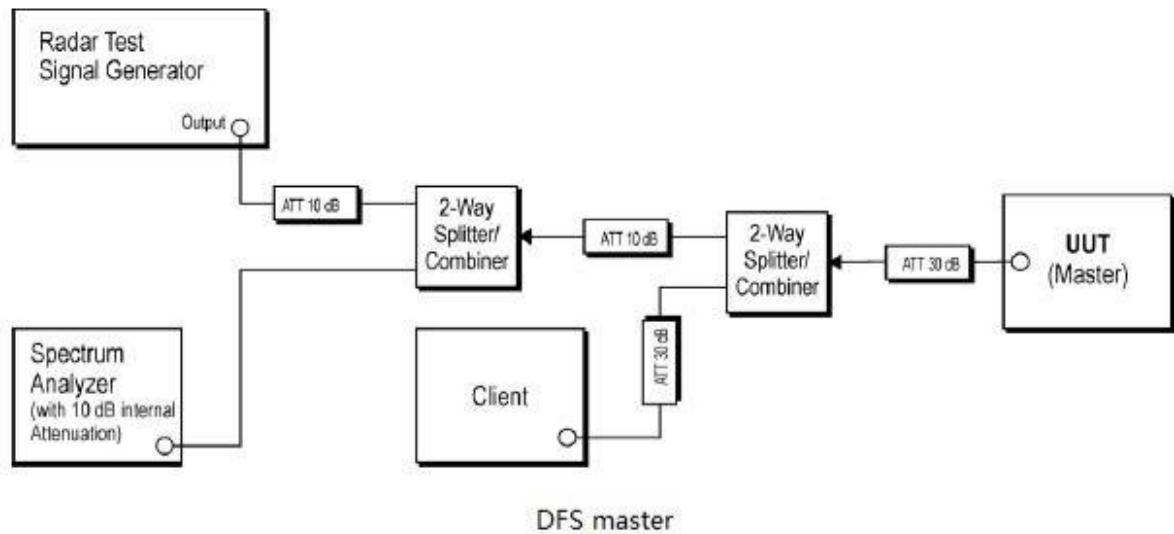 Radar Test
Signal Generator
Output
ATT 10 dB
2-Way
Splitter/
Combiner
ATT 10 dB
2-Way
Splitter/
Combiner
ATT 30 dB
UUT
(Master)
Spectrum
Analyzer
(with 10 dB internal
Attenuation)
Client
ATT 30 dB
DFS master